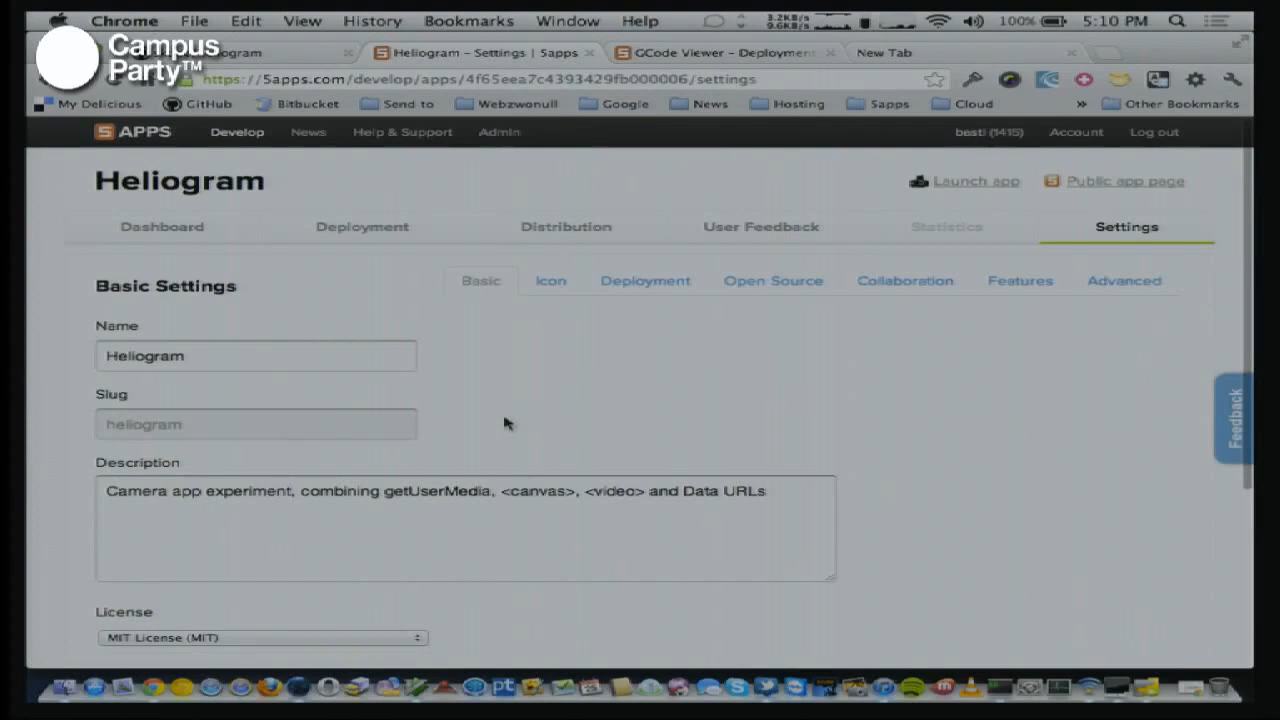 Chrome File Edit View History Bookmarks Window Help 3.2KB/s 9.6KB/s 100% 5:10 PM
Campus Party™
Heliogram – Settings | 5apps GCode Viewer – Deployment New Tab
https://5apps.com/develop/apps/4f65eea7c4393429fb000006/settings
My Delicious GitHub Bitbucket Send to Webzwonull Google News Hosting 5apps Cloud » Other Bookmarks
5 APPS Develop News Help & Support Admin basti (1415) Account Log out
Heliogram Launch app Public app page
Dashboard Deployment Distribution User Feedback Statistics Settings
Basic Settings Basic Icon Deployment Open Source Collaboration Features Advanced
Name
Heliogram
Slug
heliogram
Feedback
Description
Camera app experiment, combining getUserMedia, <canvas>, <video> and Data URLs
License
MIT License (MIT)